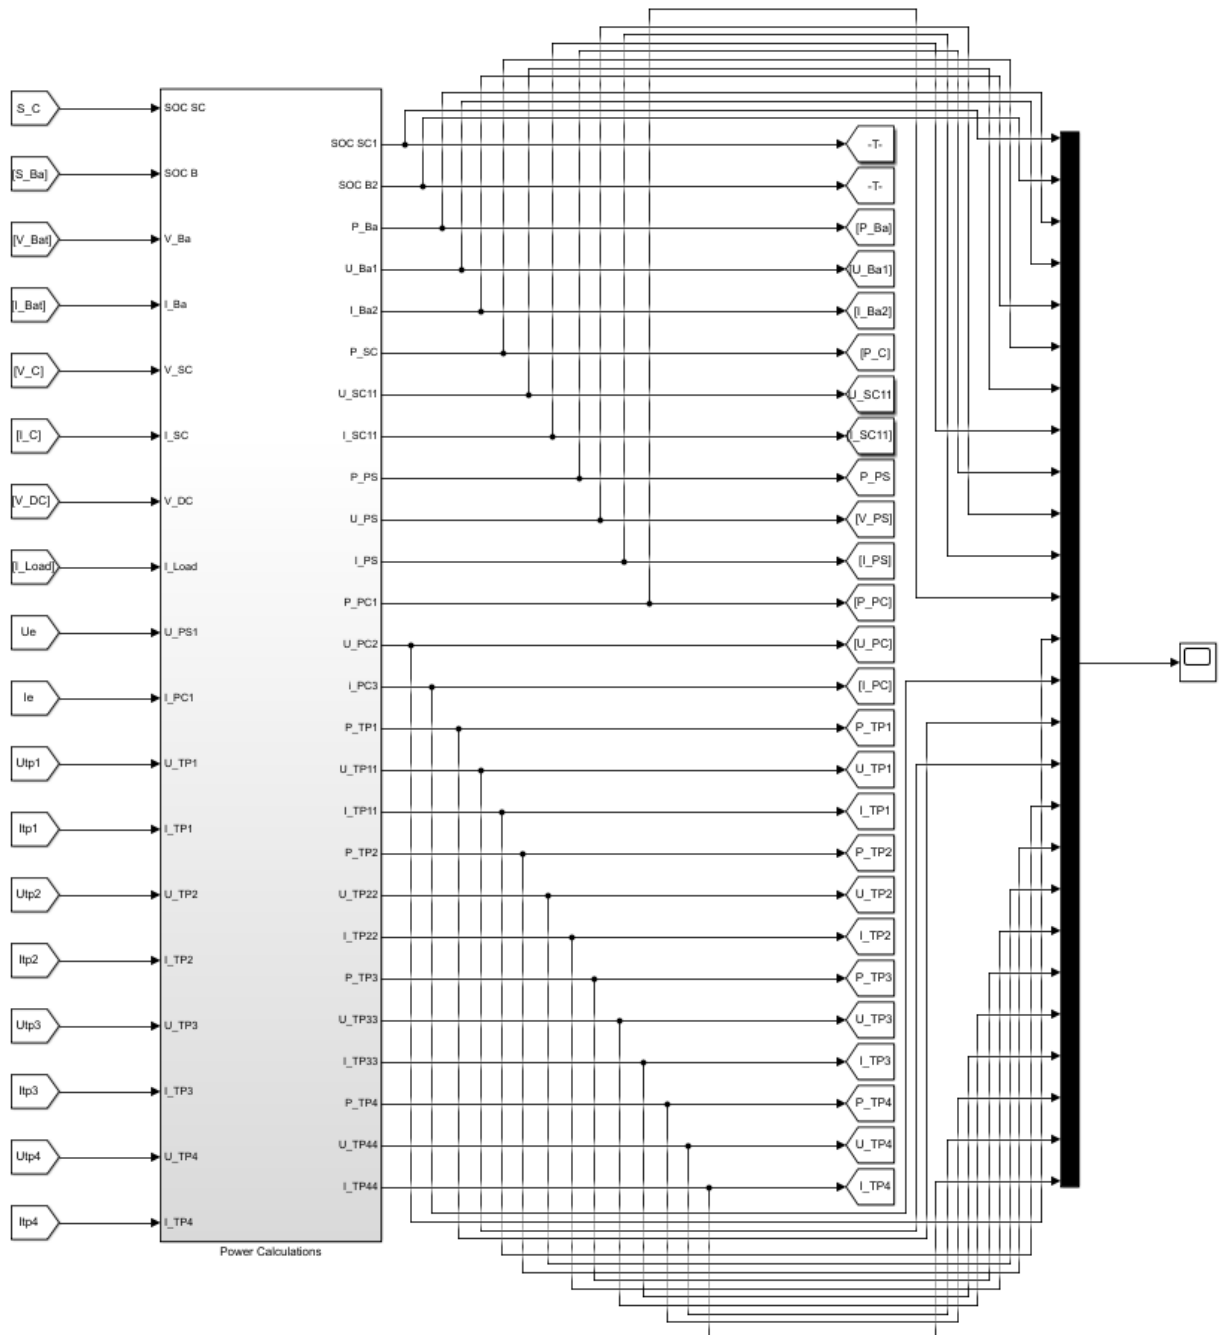 S_C
[S_Ba]
[V_Bat]
[I_Bat]
[V_C]
[I_C]
[V_DC]
[I_Load]
Ue
Ie
Utp1
Itp1
Utp2
Itp2
Utp3
Itp3
Utp4
Itp4
SOC SC
SOC B
V_Ba
I_Ba
V_SC
I_SC
V_DC
I_Load
U_PS1
I_PC1
U_TP1
I_TP1
U_TP2
I_TP2
U_TP3
I_TP3
U_TP4
I_TP4
SOC SC1
SOC B2
P_Ba
U_Ba1
I_Ba2
P_SC
U_SC11
I_SC11
P_PS
U_PS
I_PS
P_PC1
U_PC2
i_PC3
P_TP1
U_TP11
I_TP11
P_TP2
U_TP22
I_TP22
P_TP3
U_TP33
I_TP33
P_TP4
U_TP44
I_TP44
Power Calculations
-T-
-T-
[P_Ba]
[U_Ba1]
[I_Ba2]
[P_C]
U_SC11
[I_SC11]
P_PS
[V_PS]
[I_PS]
[P_PC]
[U_PC]
[I_PC]
P_TP1
U_TP1
I_TP1
P_TP2
U_TP2
I_TP2
P_TP3
U_TP3
I_TP3
P_TP4
U_TP4
I_TP4